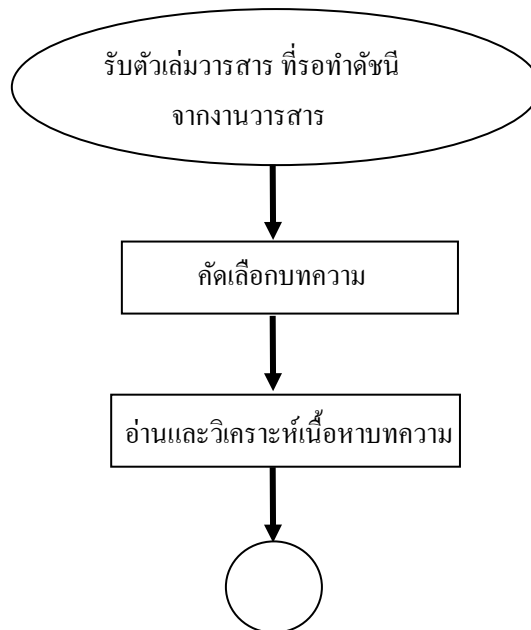 รับตัวเล่มวารสาร ที่รอทำดัชนี
จากงานวารสาร
คัดเลือกบทความ
อ่านและวิเคราะห์เนื้อหาบทความ